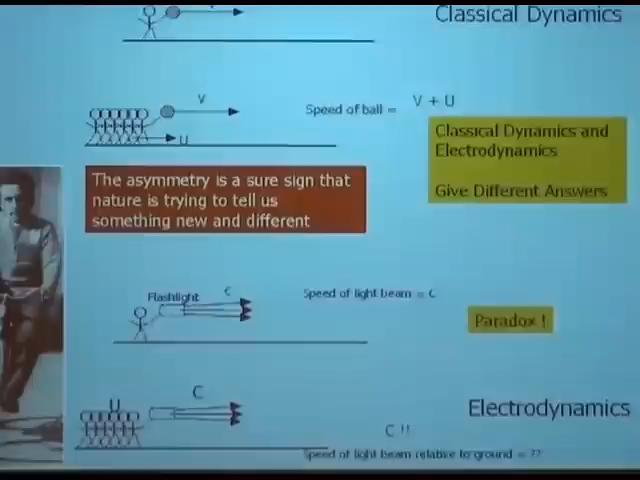 Classical Dynamics
V
Speed of ball =
V + U
U
Classical Dynamics and
Electrodynamics
Give Different Answers
The asymmetry is a sure sign that
nature is trying to tell us
something new and different
Flashlight
C
Speed of light beam = C
Paradox !
U
C
Electrodynamics
C !!
Speed of light beam relative to ground = ??